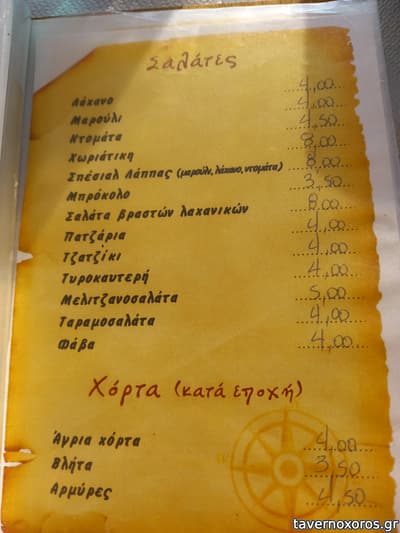 Σαλάτες
Λάχανο 4,00
Μαρούλι 4,00
Ντομάτα 4,50
Χωριάτικη 8,00
Σπέσιαλ Λάππας (μαρούλι, λάχανο, ντομάτα) 8,00
Μπρόκολο 3,50
Σαλάτα βραστών λαχανικών 8,00
Πατζάρια 4,00
Τζατζίκι 4,00
Τυροκαυτερή 4,00
Μελιτζανοσαλάτα 5,00
Ταραμοσαλάτα 4,00
Φάβα 4,00
Χόρτα (κατά εποχή)
Άγρια χόρτα 4,00
Βλήτα 3,50
Αρμύρες 4,50
tavernoxoros.gr